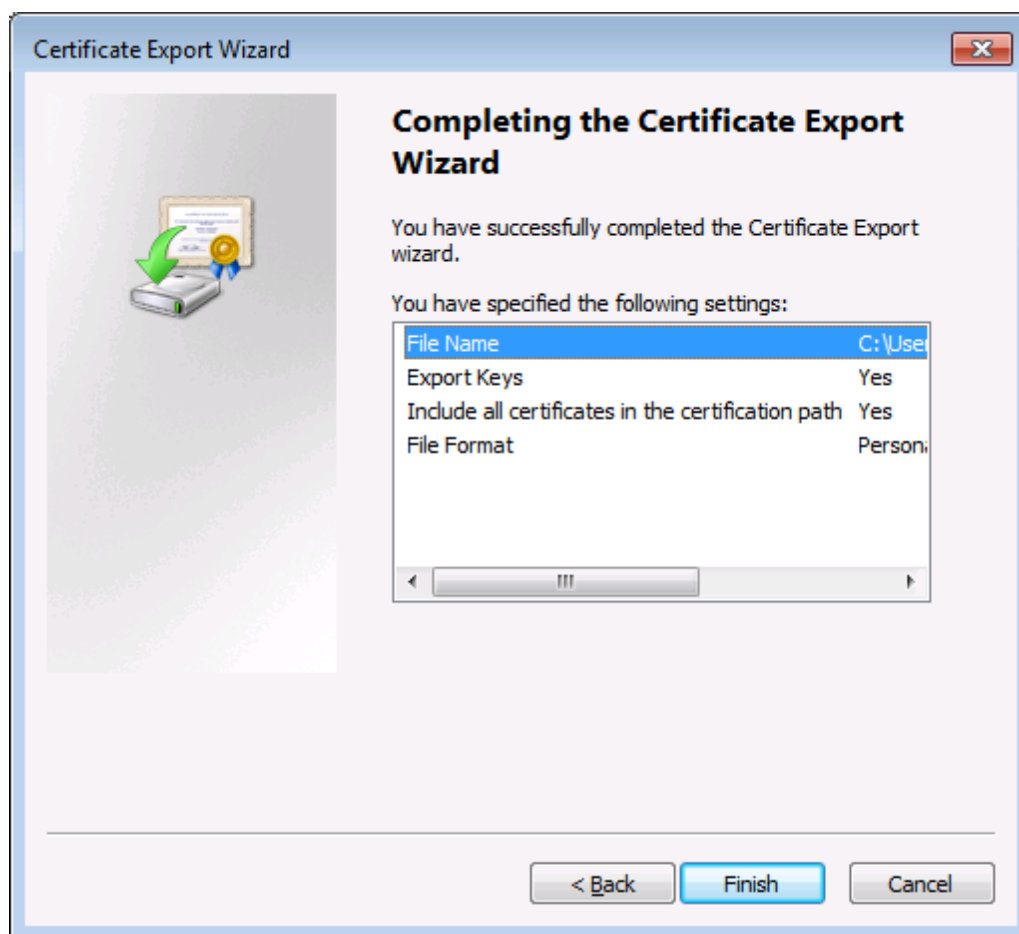 Certificate Export Wizard
Completing the Certificate Export
Wizard
You have successfully completed the Certificate Export
wizard.
You have specified the following settings:
File Name C:\User
Export Keys Yes
Include all certificates in the certification path Yes
File Format Persona
< Back Finish Cancel